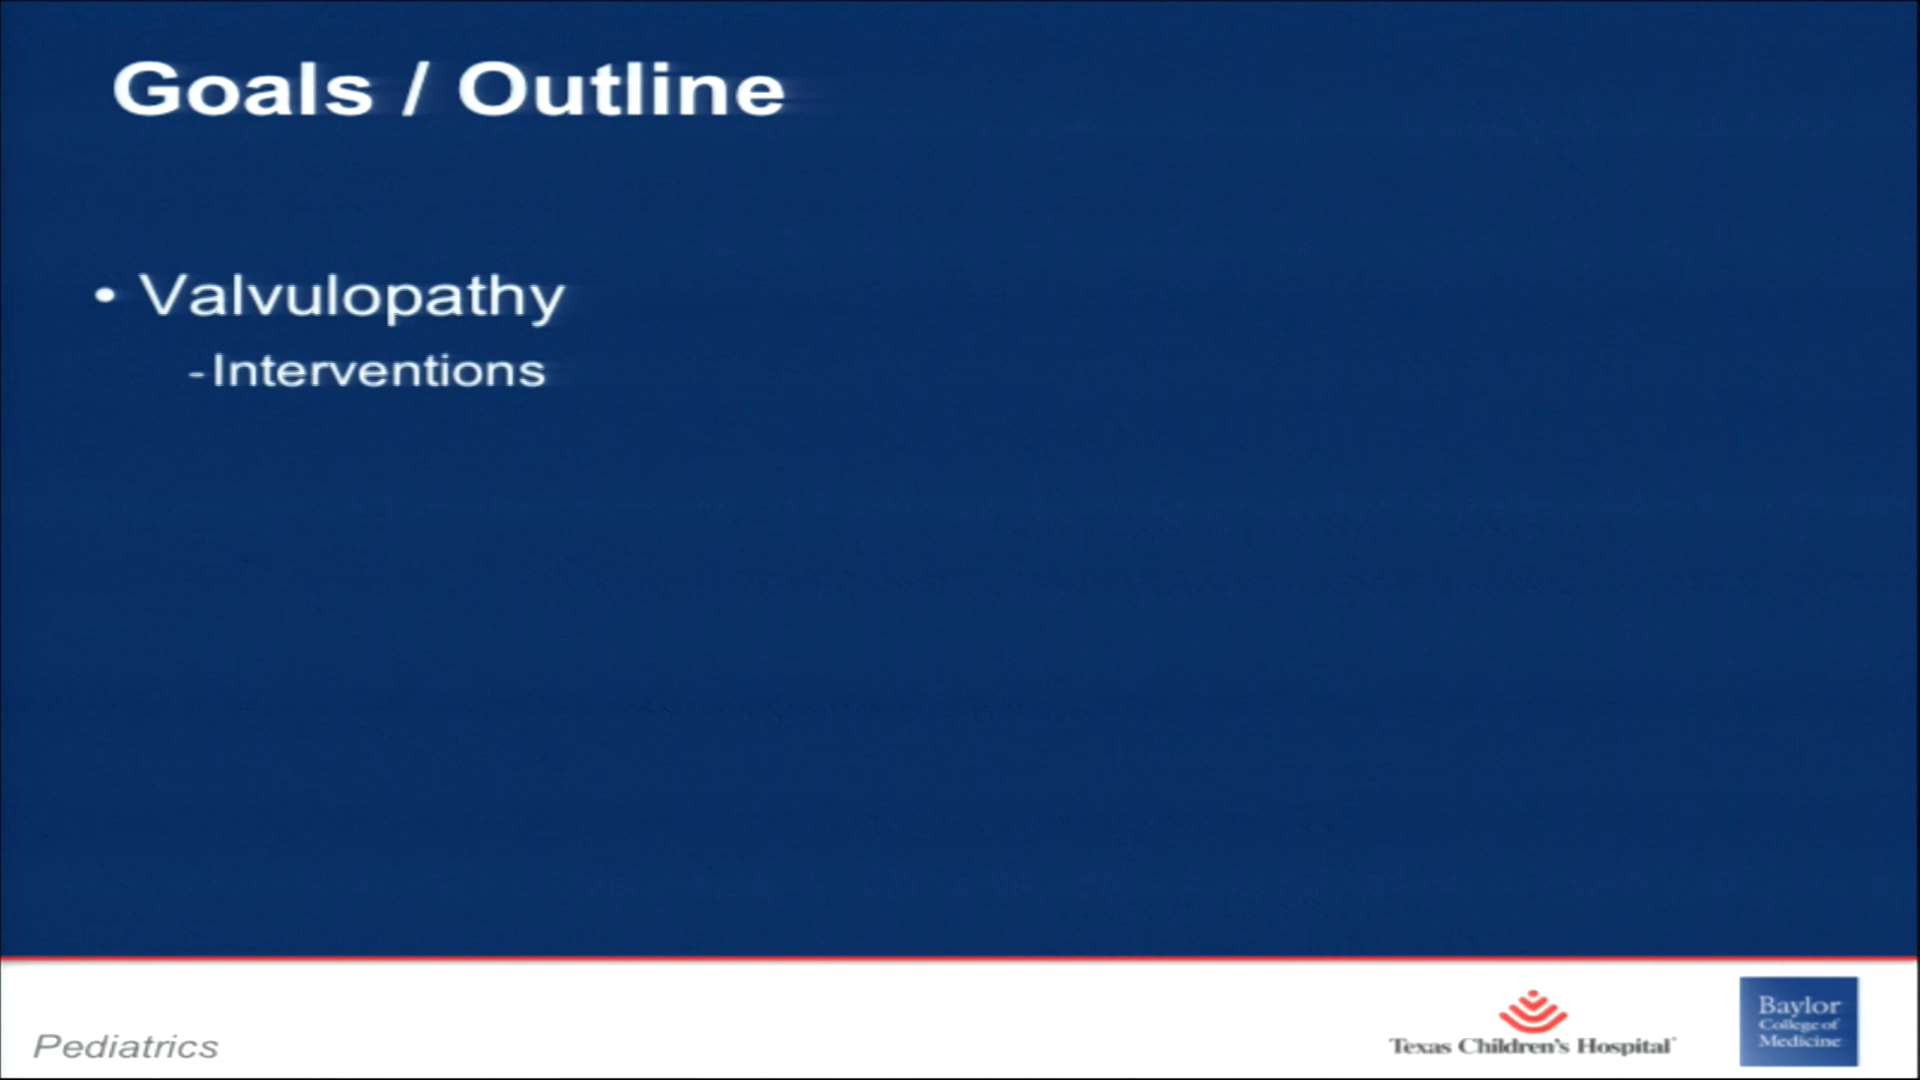 Goals / Outline
• Valvulopathy
- Interventions
Pediatrics
Texas Children's Hospital
Baylor
College of
Medicine